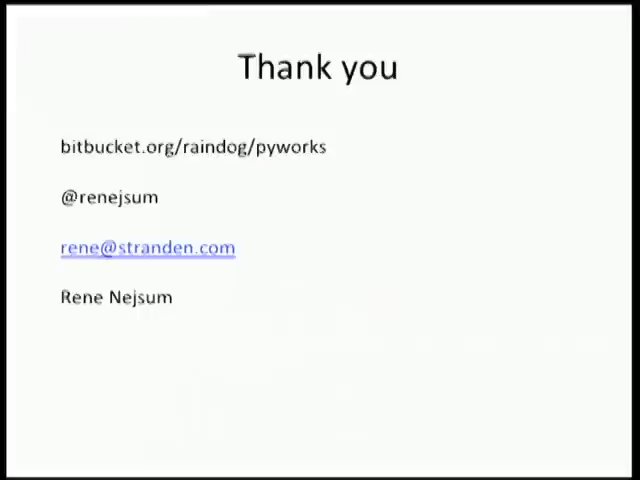 Thank you
bitbucket.org/raindog/pyworks
@renejsum
rene@stranden.com
Rene Nejsum